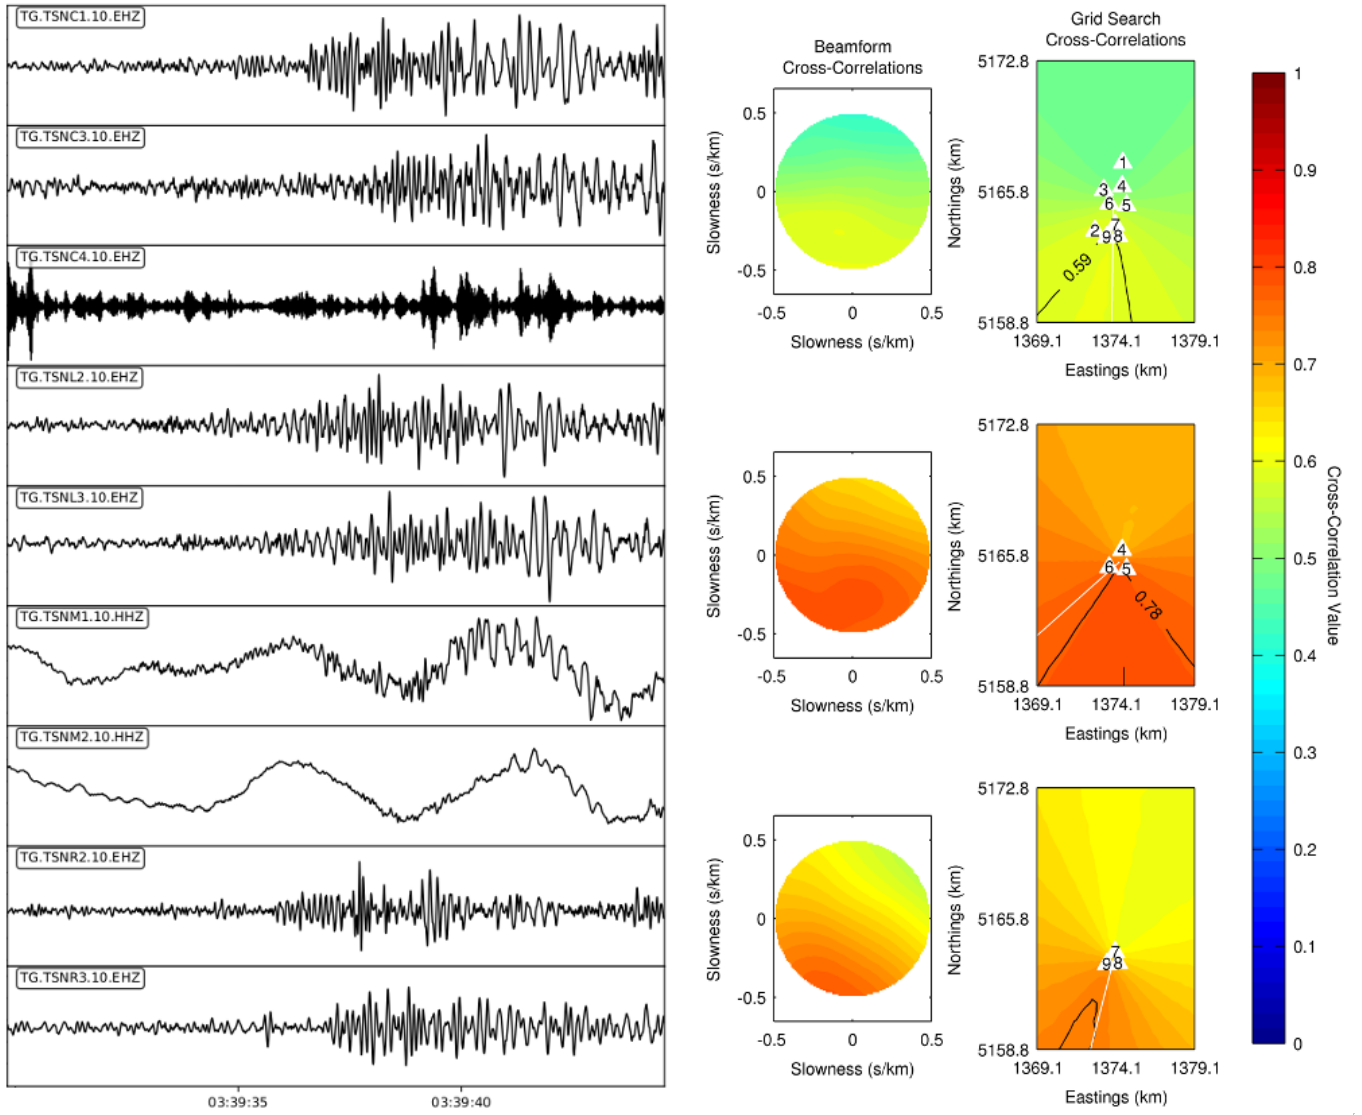 TG.TSNC1.10.EHZ
TG.TSNC3.10.EHZ
TG.TSNC4.10.EHZ
TG.TSNL2.10.EHZ
TG.TSNL3.10.EHZ
TG.TSNM1.10.HHZ
TG.TSNM2.10.HHZ
TG.TSNR2.10.EHZ
TG.TSNR3.10.EHZ
03:39:35
03:39:40
Beamform
Cross-Correlations
Slowness (s/km)
0.5
0
-0.5
-0.5
0
0.5
Slowness (s/km)
Grid Search
Cross-Correlations
Northings (km)
5172.8
5165.8
5158.8
1
3
4
6
5
7
2
9
8
0.59
1369.1
1374.1
1379.1
Eastings (km)
Slowness (s/km)
0.5
0
-0.5
-0.5
0
0.5
Slowness (s/km)
Northings (km)
5172.8
5165.8
5158.8
4
6
5
0.78
1369.1
1374.1
1379.1
Eastings (km)
Slowness (s/km)
0.5
0
-0.5
-0.5
0
0.5
Slowness (s/km)
Northings (km)
5172.8
5165.8
5158.8
7
9
8
1369.1
1374.1
1379.1
Eastings (km)
1
0.9
0.8
0.7
0.6
0.5
0.4
0.3
0.2
0.1
0
Cross-Correlation Value